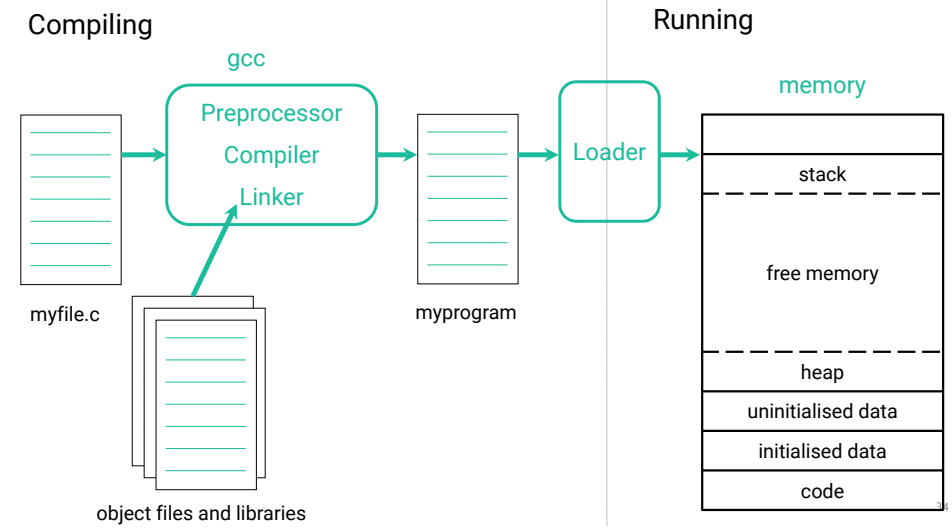 Compiling
Running
gcc
memory
Preprocessor
Compiler
Linker
Loader
stack
free memory
heap
uninitialised data
initialised data
code
myfile.c
myprogram
object files and libraries